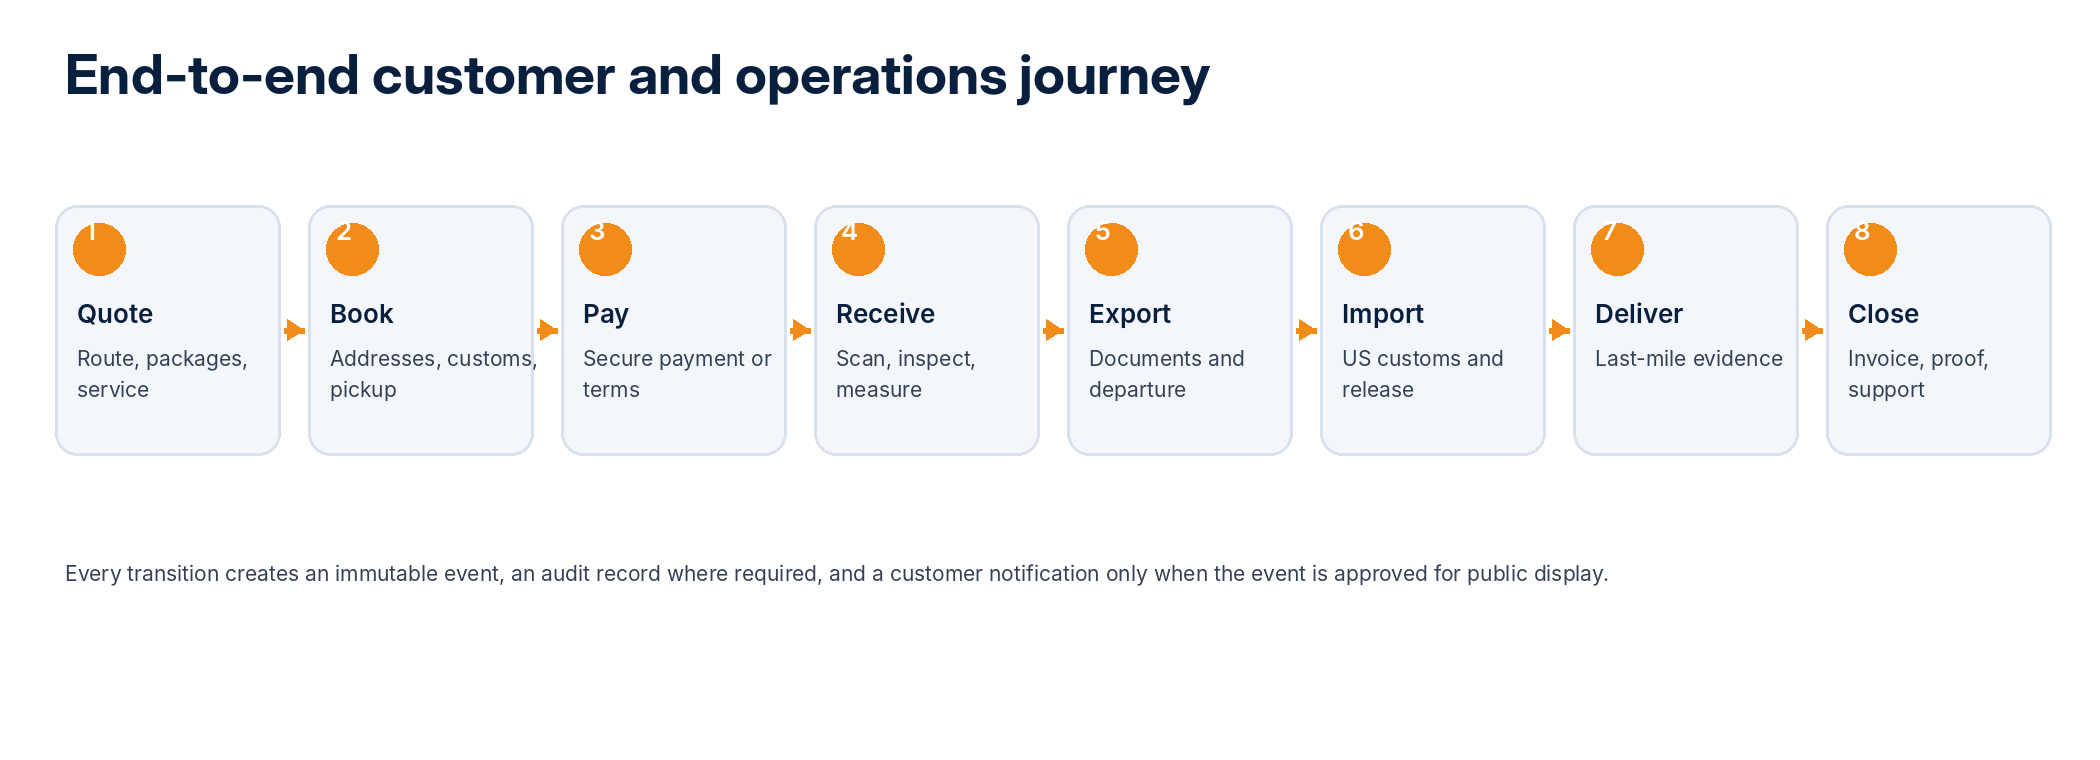 End-to-end customer and operations journey
1
Quote
Route, packages,
service
2
Book
Addresses, customs,
pickup
3
Pay
Secure payment or
terms
4
Receive
Scan, inspect,
measure
5
Export
Documents and
departure
6
Import
US customs and
release
7
Deliver
Last-mile evidence
8
Close
Invoice, proof,
support
Every transition creates an immutable event, an audit record where required, and a customer notification only when the event is approved for public display.